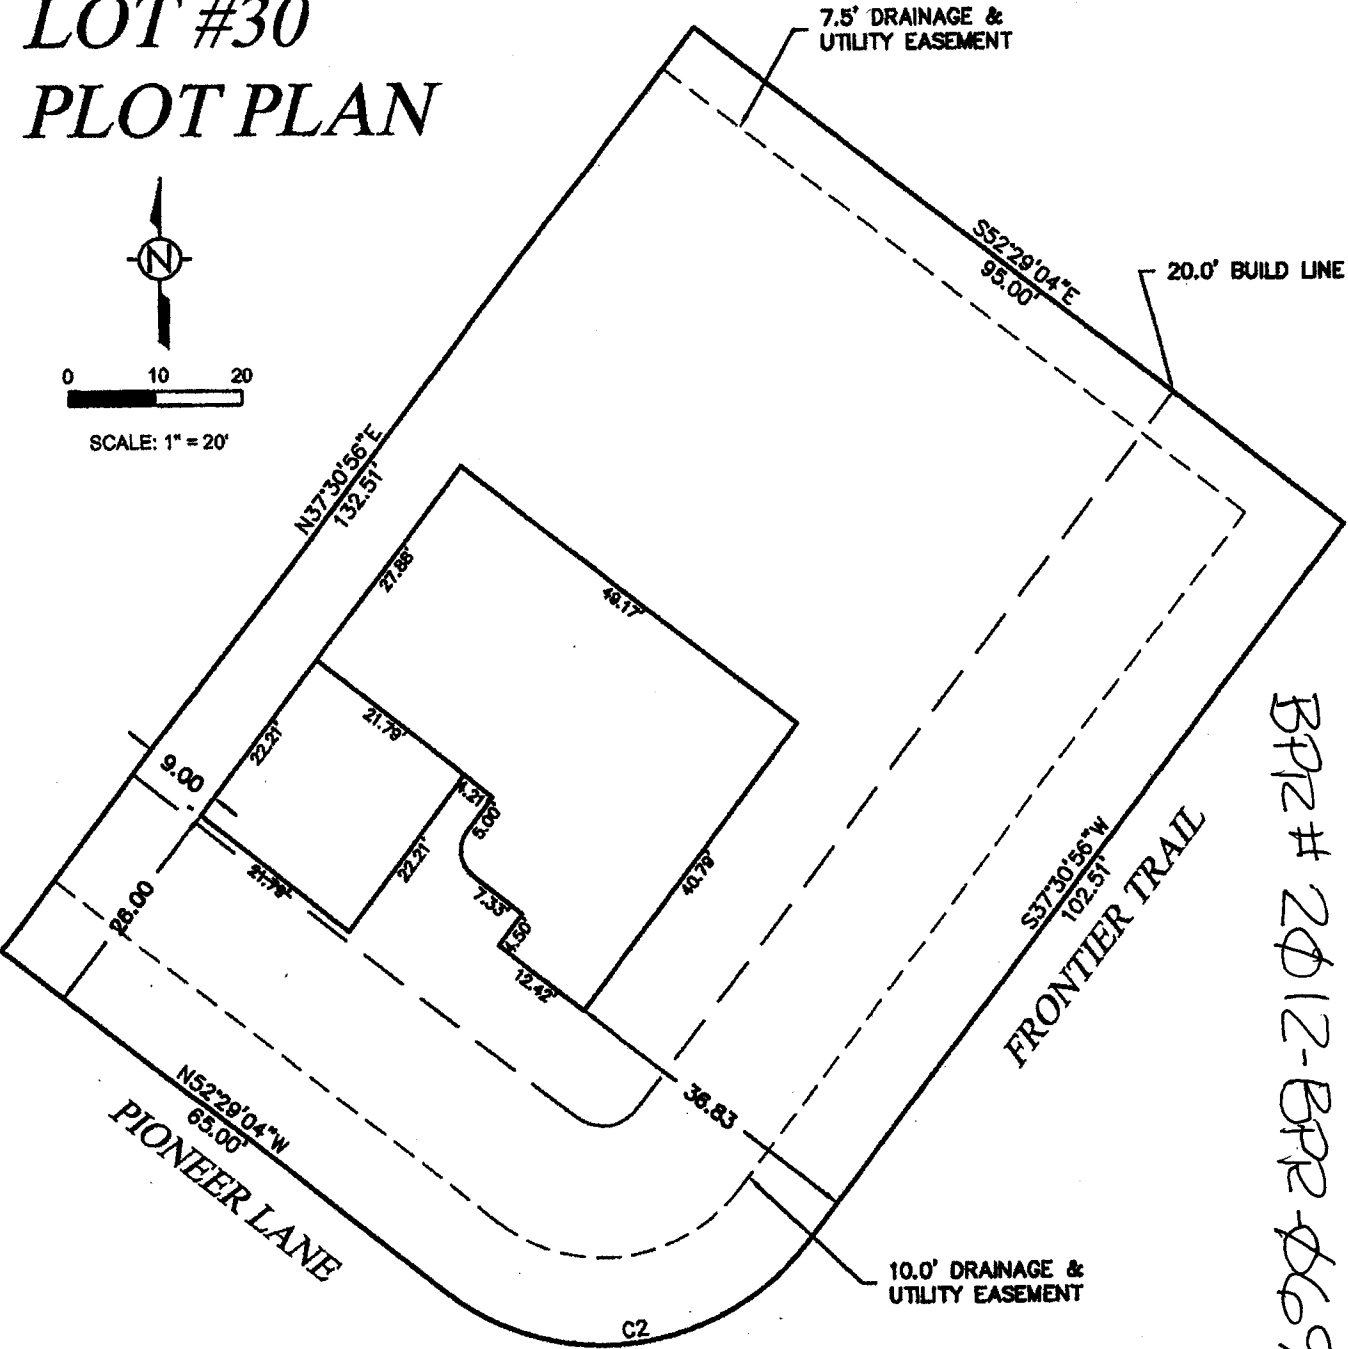 LOT #30
PLOT PLAN
7.5' DRAINAGE &
UTILITY EASEMENT
N
0 10 20
SCALE: 1" = 20'
S52°29'04"E
95.00'
20.0' BUILD LINE
N37°30'56"E
132.51'
27.88'
49.17'
21.79'
22.21'
9.00
4.21'
5.00'
22.21'
21.79'
7.33'
4.50'
12.42'
40.79'
26.00
S37°30'56"W
102.51'
FRONTIER TRAIL
36.83
N52°29'04"W
65.00'
PIONEER LANE
10.0' DRAINAGE &
UTILITY EASEMENT
C2